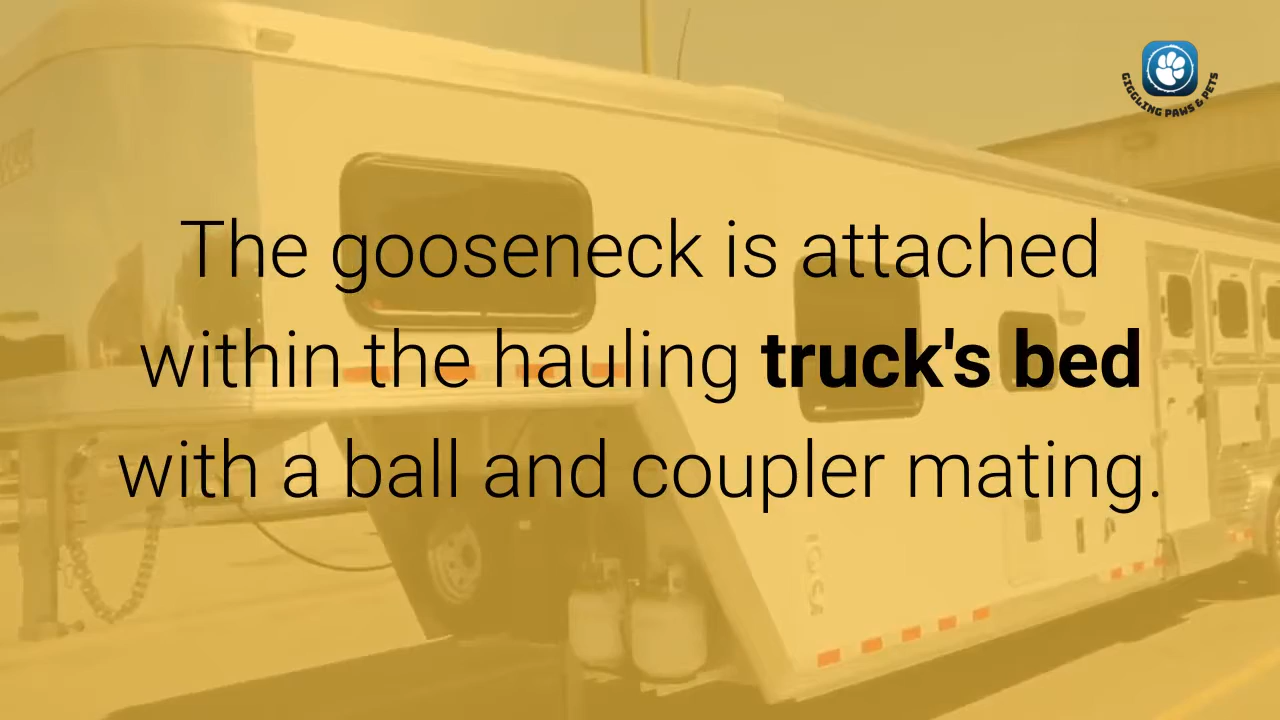 GIGGLING PAWS & PETS
The gooseneck is attached
within the hauling truck's bed
with a ball and coupler mating.